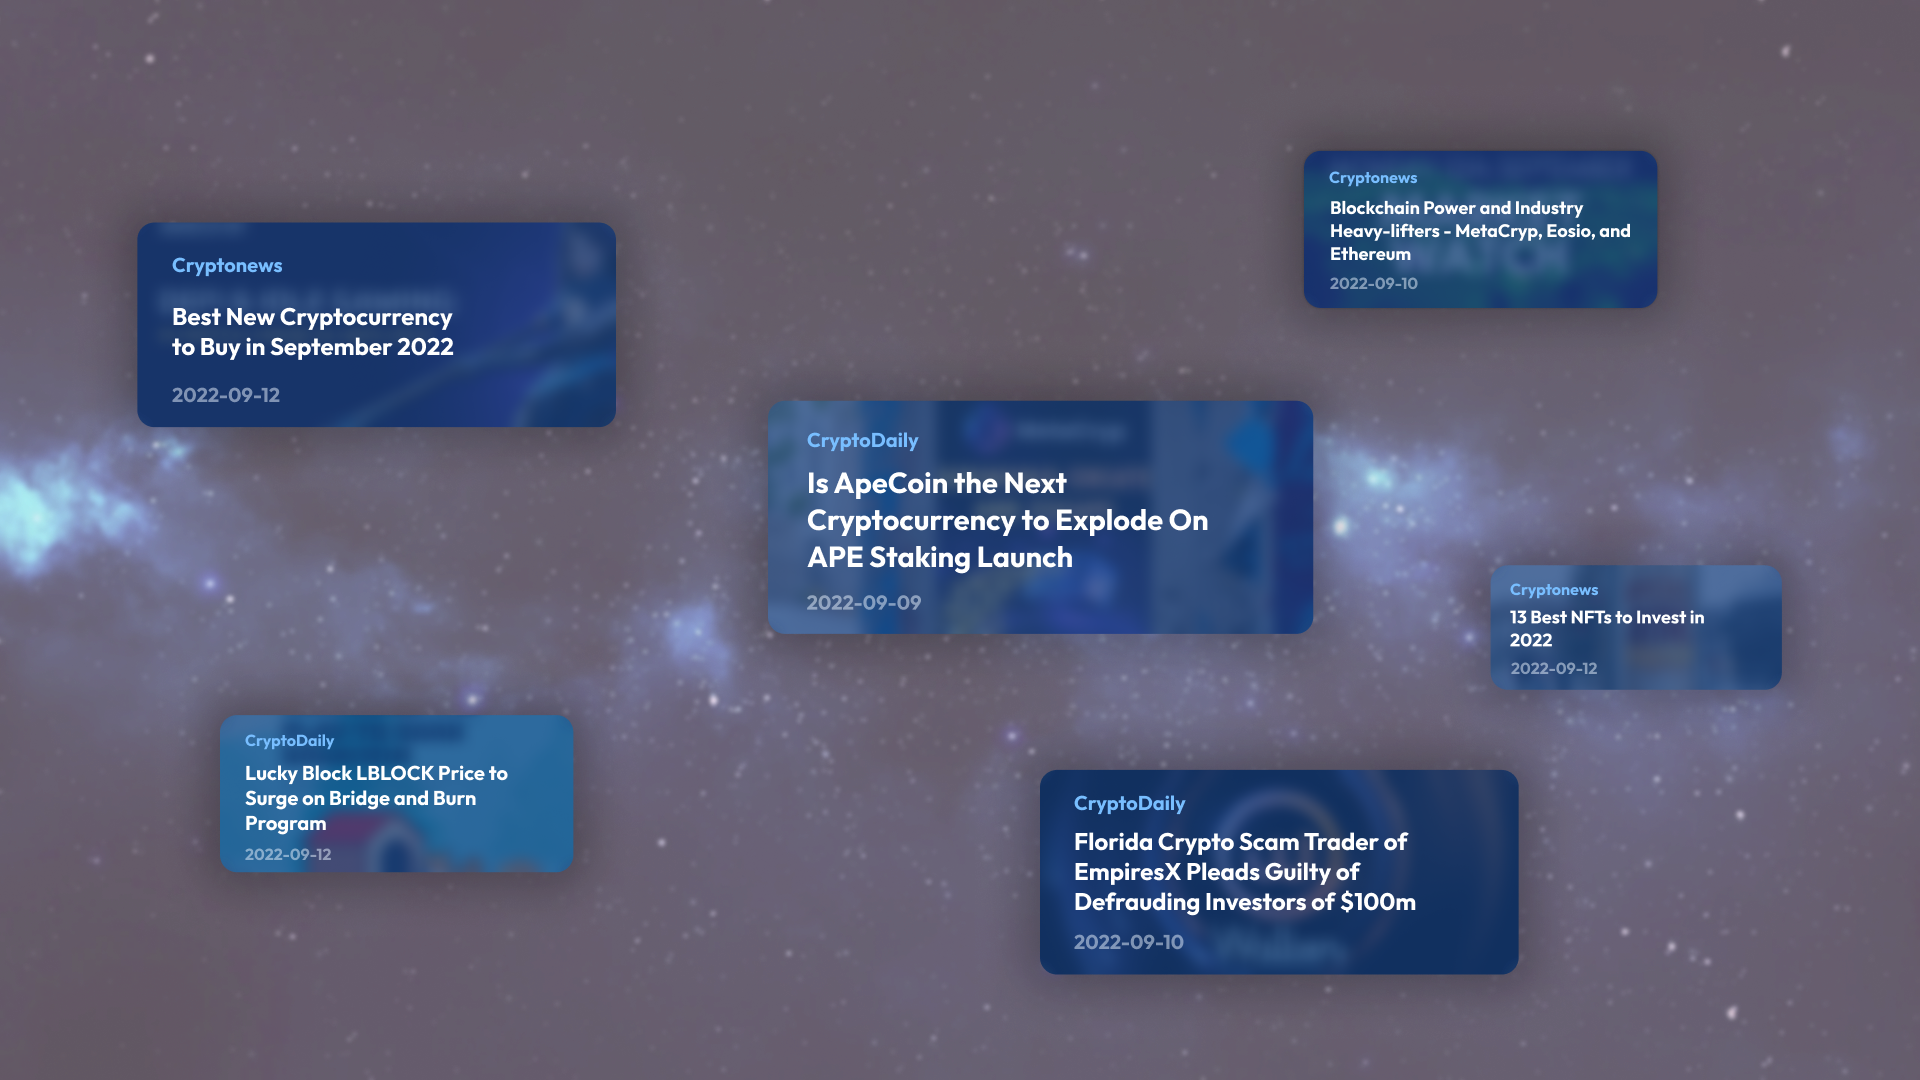 Cryptonews
Best New Cryptocurrency
to Buy in September 2022
2022-09-12
Cryptonews
Blockchain Power and Industry
Heavy-lifters - MetaCryp, Eosio, and
Ethereum
2022-09-10
CryptoDaily
Is ApeCoin the Next
Cryptocurrency to Explode On
APE Staking Launch
2022-09-09
Cryptonews
13 Best NFTs to Invest in
2022
2022-09-12
CryptoDaily
Lucky Block LBLOCK Price to
Surge on Bridge and Burn
Program
2022-09-12
CryptoDaily
Florida Crypto Scam Trader of
EmpiresX Pleads Guilty of
Defrauding Investors of $100m
2022-09-10